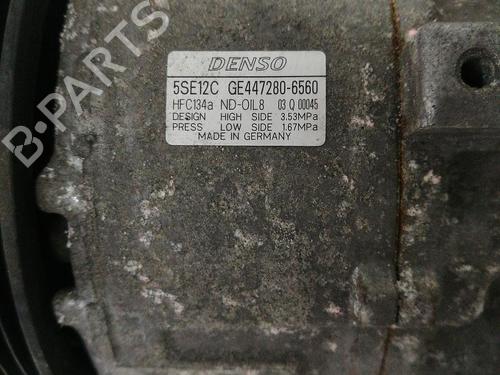 DENSO
5SE12C GE447280-6560
HFC134a ND-OIL8 03 Q 00045
DESIGN HIGH SIDE 3.53MPa
PRESS LOW SIDE 1.67MPa
MADE IN GERMANY
B-PARTS